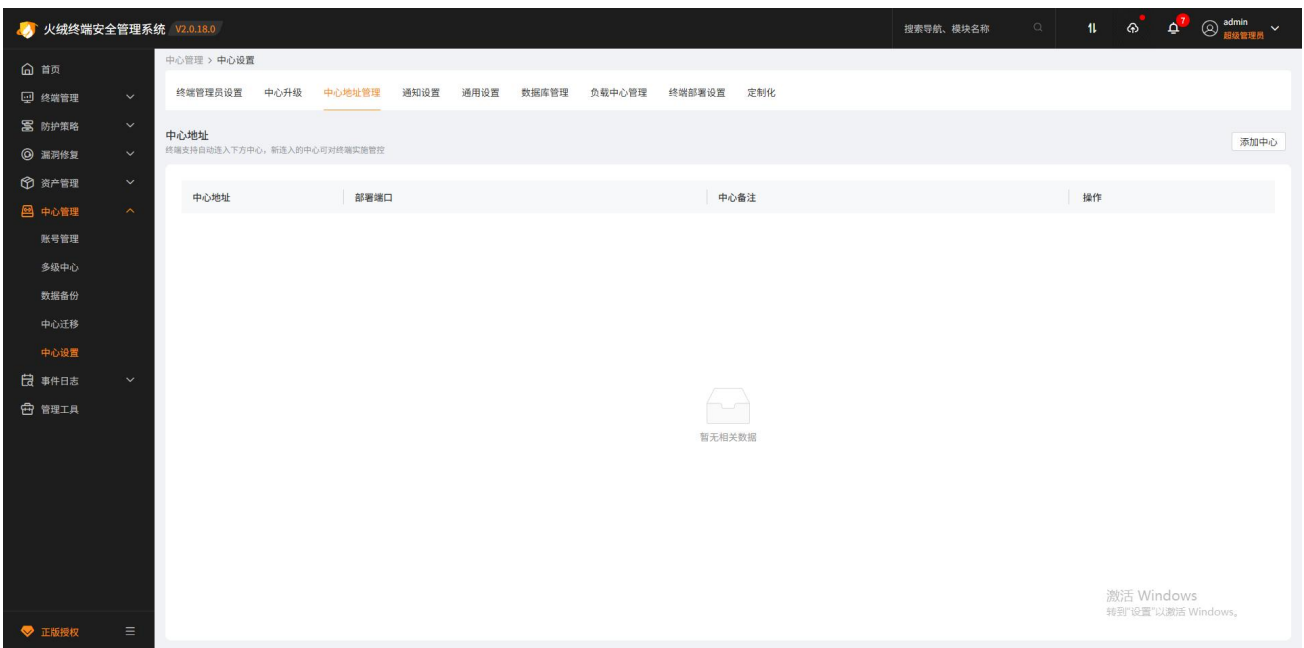 火绒终端安全管理系统 V2.0.18.0
搜索导航、模块名称
7
admin
超级管理员
首页
终端管理
防护策略
漏洞修复
资产管理
中心管理
账号管理
多级中心
数据备份
中心迁移
中心设置
事件日志
管理工具
正版授权
中心管理 > 中心设置
终端管理员设置 中心升级 中心地址管理 通知设置 通用设置 数据库管理 负载中心管理 终端部署设置 定制化
中心地址
终端支持自动连入下方中心，新连入的中心可对终端实施管控
添加中心
中心地址 部署端口 中心备注 操作
暂无相关数据
激活 Windows
转到“设置”以激活 Windows。